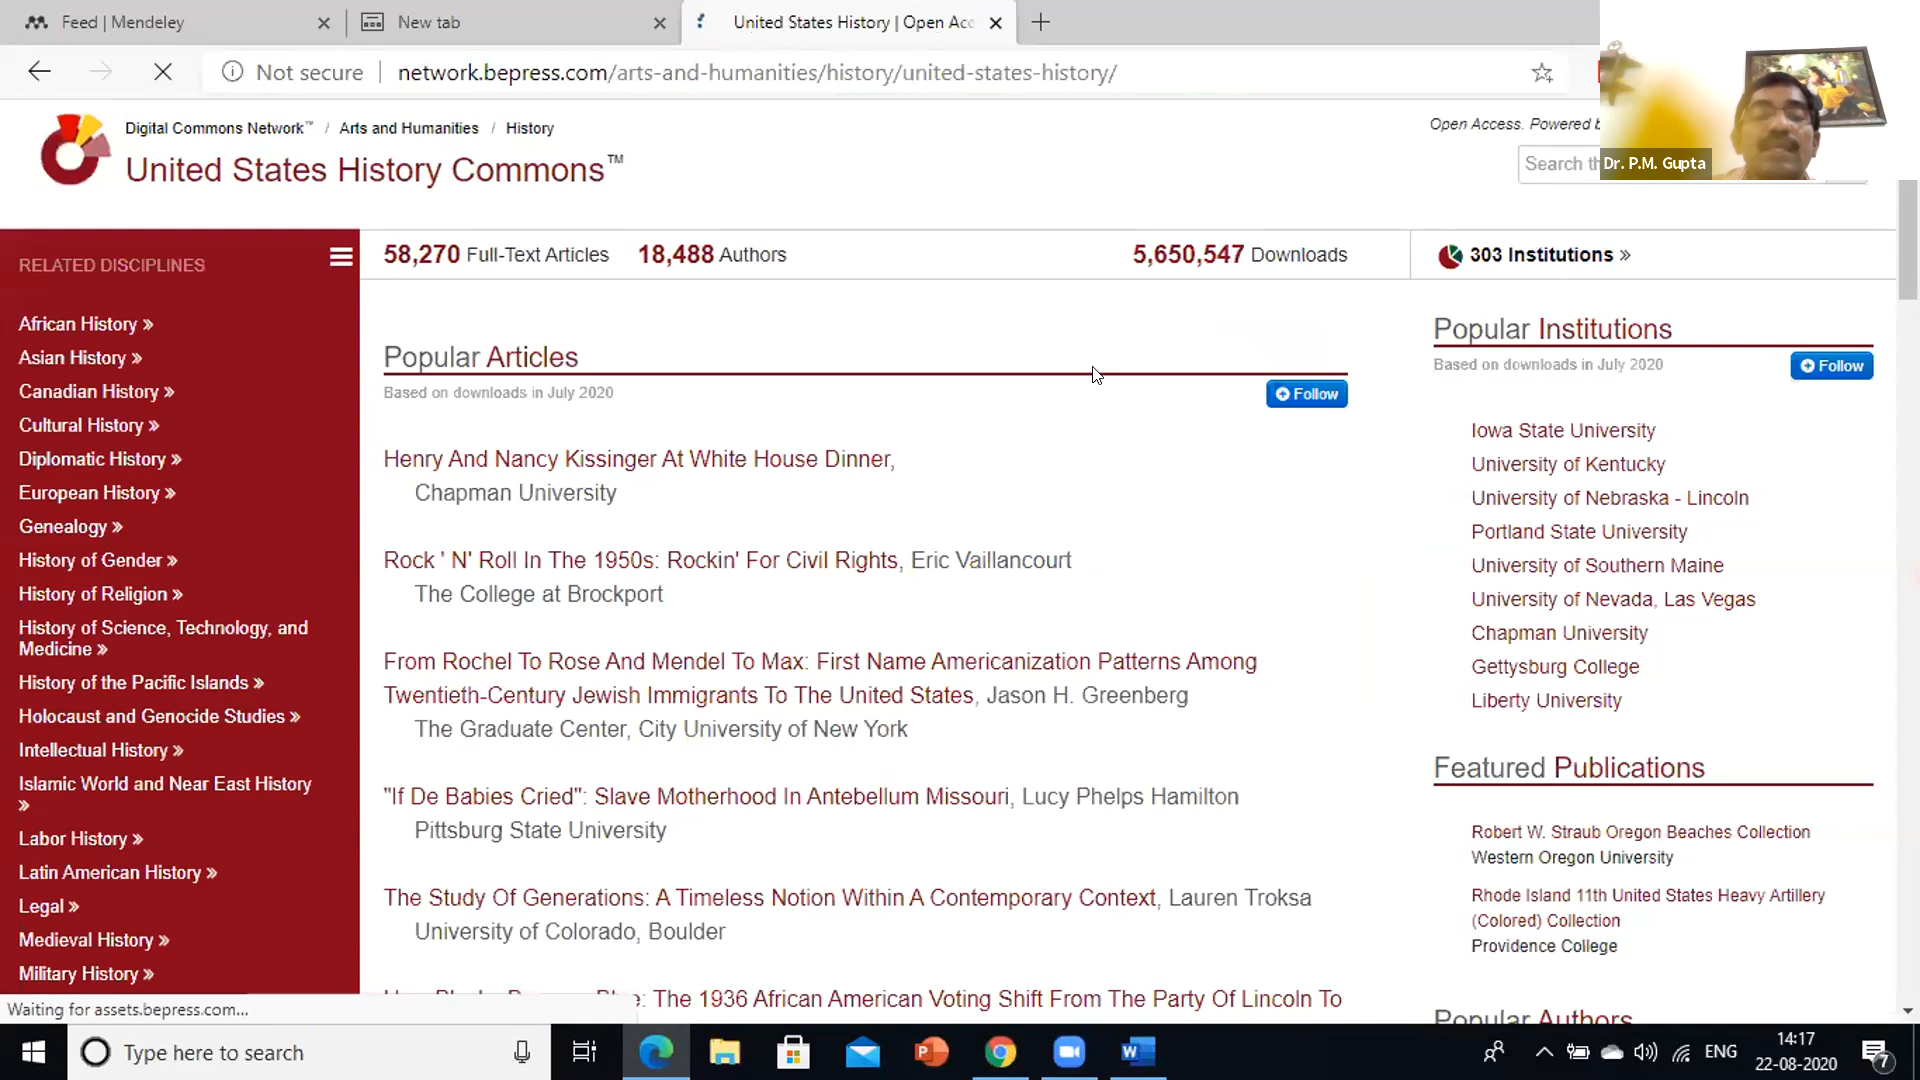 Feed | Mendeley
New tab
United States History | Open Acc
Not secure
network.bepress.com/arts-and-humanities/history/united-states-history/
Digital Commons Network™ / Arts and Humanities / History
United States History Commons™
Open Access. Powered b
Search th
Dr. P.M. Gupta
RELATED DISCIPLINES
African History »
Asian History »
Canadian History »
Cultural History »
Diplomatic History »
European History »
Genealogy »
History of Gender »
History of Religion »
History of Science, Technology, and
Medicine »
History of the Pacific Islands »
Holocaust and Genocide Studies »
Intellectual History »
Islamic World and Near East History
»
Labor History »
Latin American History »
Legal »
Medieval History »
Military History »
58,270 Full-Text Articles 18,488 Authors 5,650,547 Downloads
303 Institutions »
Popular Articles
Based on downloads in July 2020
Follow
Henry And Nancy Kissinger At White House Dinner,
Chapman University
Rock ' N' Roll In The 1950s: Rockin' For Civil Rights, Eric Vaillancourt
The College at Brockport
From Rochel To Rose And Mendel To Max: First Name Americanization Patterns Among
Twentieth-Century Jewish Immigrants To The United States, Jason H. Greenberg
The Graduate Center, City University of New York
"If De Babies Cried": Slave Motherhood In Antebellum Missouri, Lucy Phelps Hamilton
Pittsburg State University
The Study Of Generations: A Timeless Notion Within A Contemporary Context, Lauren Troksa
University of Colorado, Boulder
: The 1936 African American Voting Shift From The Party Of Lincoln To
Popular Institutions
Based on downloads in July 2020
Follow
Iowa State University
University of Kentucky
University of Nebraska - Lincoln
Portland State University
University of Southern Maine
University of Nevada, Las Vegas
Chapman University
Gettysburg College
Liberty University
Featured Publications
Robert W. Straub Oregon Beaches Collection
Western Oregon University
Rhode Island 11th United States Heavy Artillery
(Colored) Collection
Providence College
Popular Authors
Waiting for assets.bepress.com...
Type here to search
ENG
14:17
22-08-2020
7